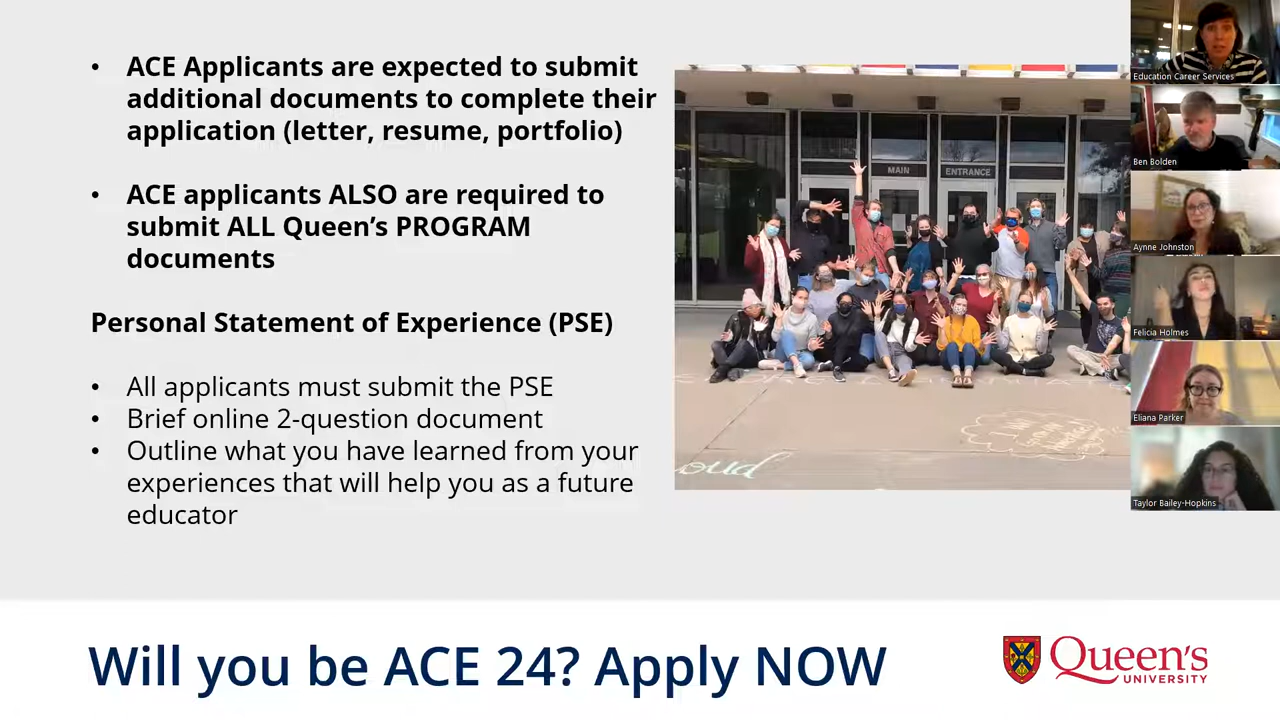 • ACE Applicants are expected to submit
additional documents to complete their
application (letter, resume, portfolio)
• ACE applicants ALSO are required to
submit ALL Queen’s PROGRAM
documents
Personal Statement of Experience (PSE)
• All applicants must submit the PSE
• Brief online 2-question document
• Outline what you have learned from your
experiences that will help you as a future
educator
MAIN
ENTRANCE
oud
Education Career Services
Ben Bolden
Aynne Johnston
Felicia Holmes
Eliana Parker
Taylor Bailey-Hopkins
Will you be ACE 24? Apply NOW
Queen's
UNIVERSITY